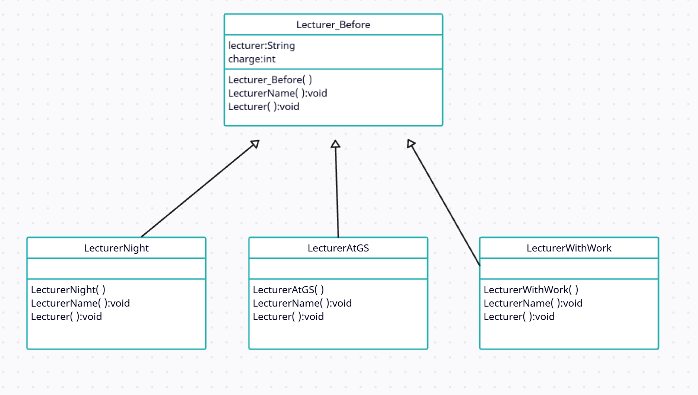 Lecturer_Before
lecturer:String
charge:int
Lecturer_Before( )
LecturerName( ):void
Lecturer( ):void
LecturerNight
LecturerNight( )
LecturerName( ):void
Lecturer( ):void
LecturerAtGS
LecturerAtGS( )
LecturerName( ):void
Lecturer( ):void
LecturerWithWork
LecturerWithWork( )
LecturerName( ):void
Lecturer( ):void